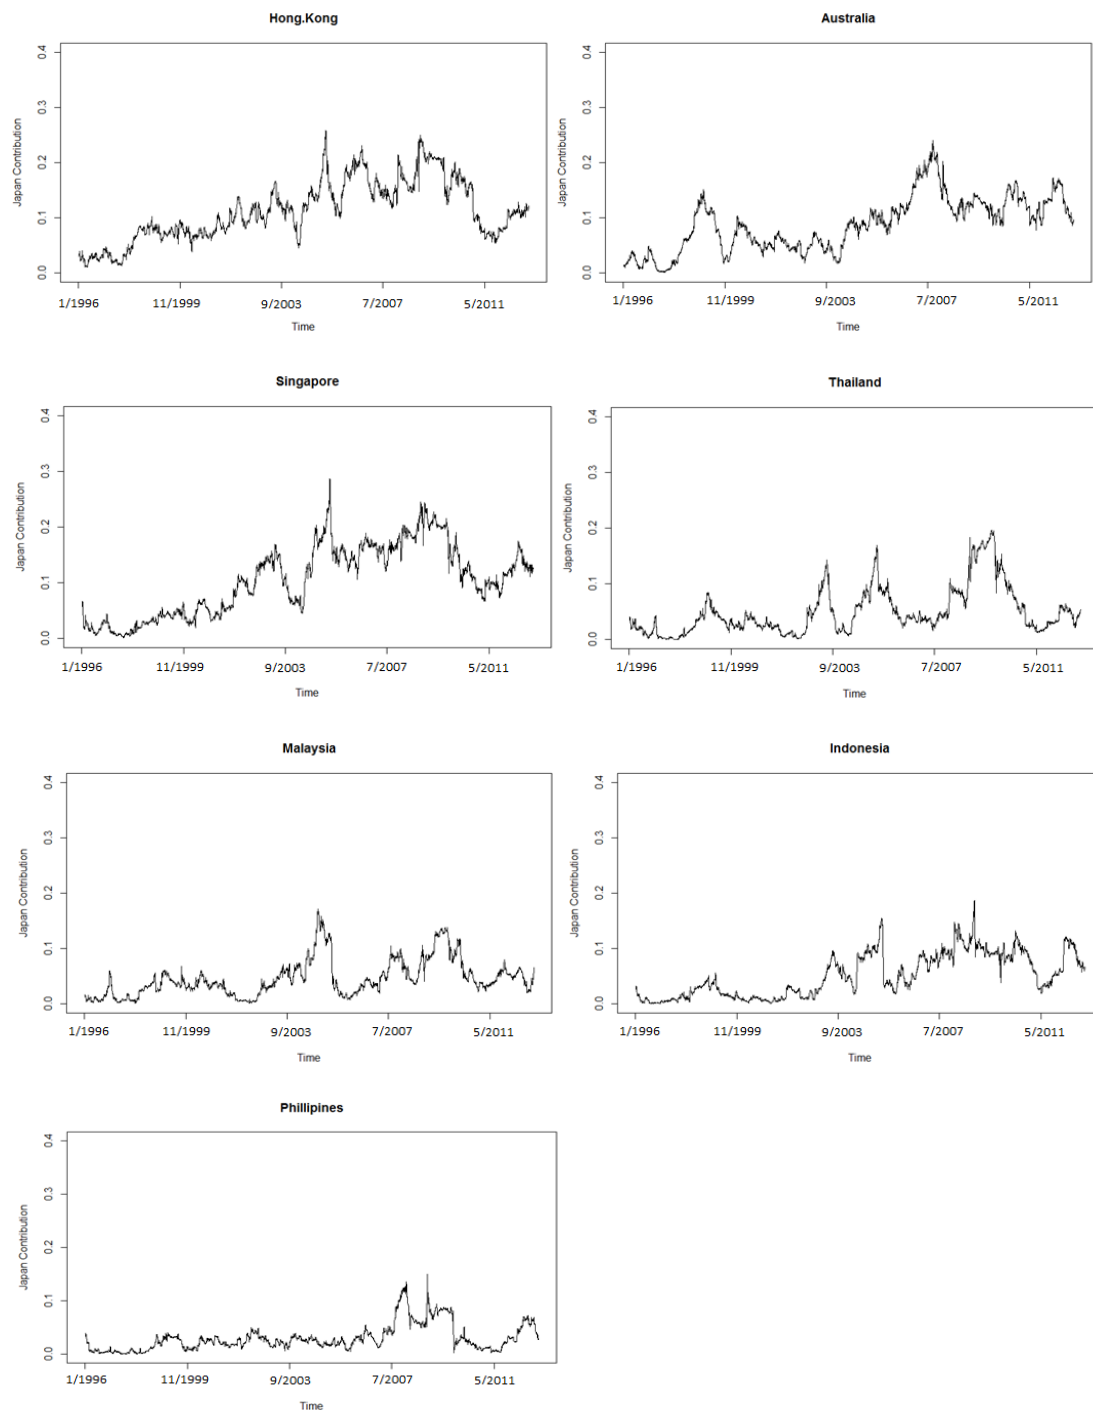 Hong.Kong
Japan Contribution
0.4
0.3
0.2
0.1
0.0
1/1996 11/1999 9/2003 7/2007 5/2011
Time
Australia
Japan Contribution
0.4
0.3
0.2
0.1
0.0
1/1996 11/1999 9/2003 7/2007 5/2011
Time
Singapore
Japan Contribution
0.4
0.3
0.2
0.1
0.0
1/1996 11/1999 9/2003 7/2007 5/2011
Time
Thailand
Japan Contribution
0.4
0.3
0.2
0.1
0.0
1/1996 11/1999 9/2003 7/2007 5/2011
Time
Malaysia
Japan Contribution
0.4
0.3
0.2
0.1
0.0
1/1996 11/1999 9/2003 7/2007 5/2011
Time
Indonesia
Japan Contribution
0.4
0.3
0.2
0.1
0.0
1/1996 11/1999 9/2003 7/2007 5/2011
Time
Phillipines
Japan Contribution
0.4
0.3
0.2
0.1
0.0
1/1996 11/1999 9/2003 7/2007 5/2011
Time